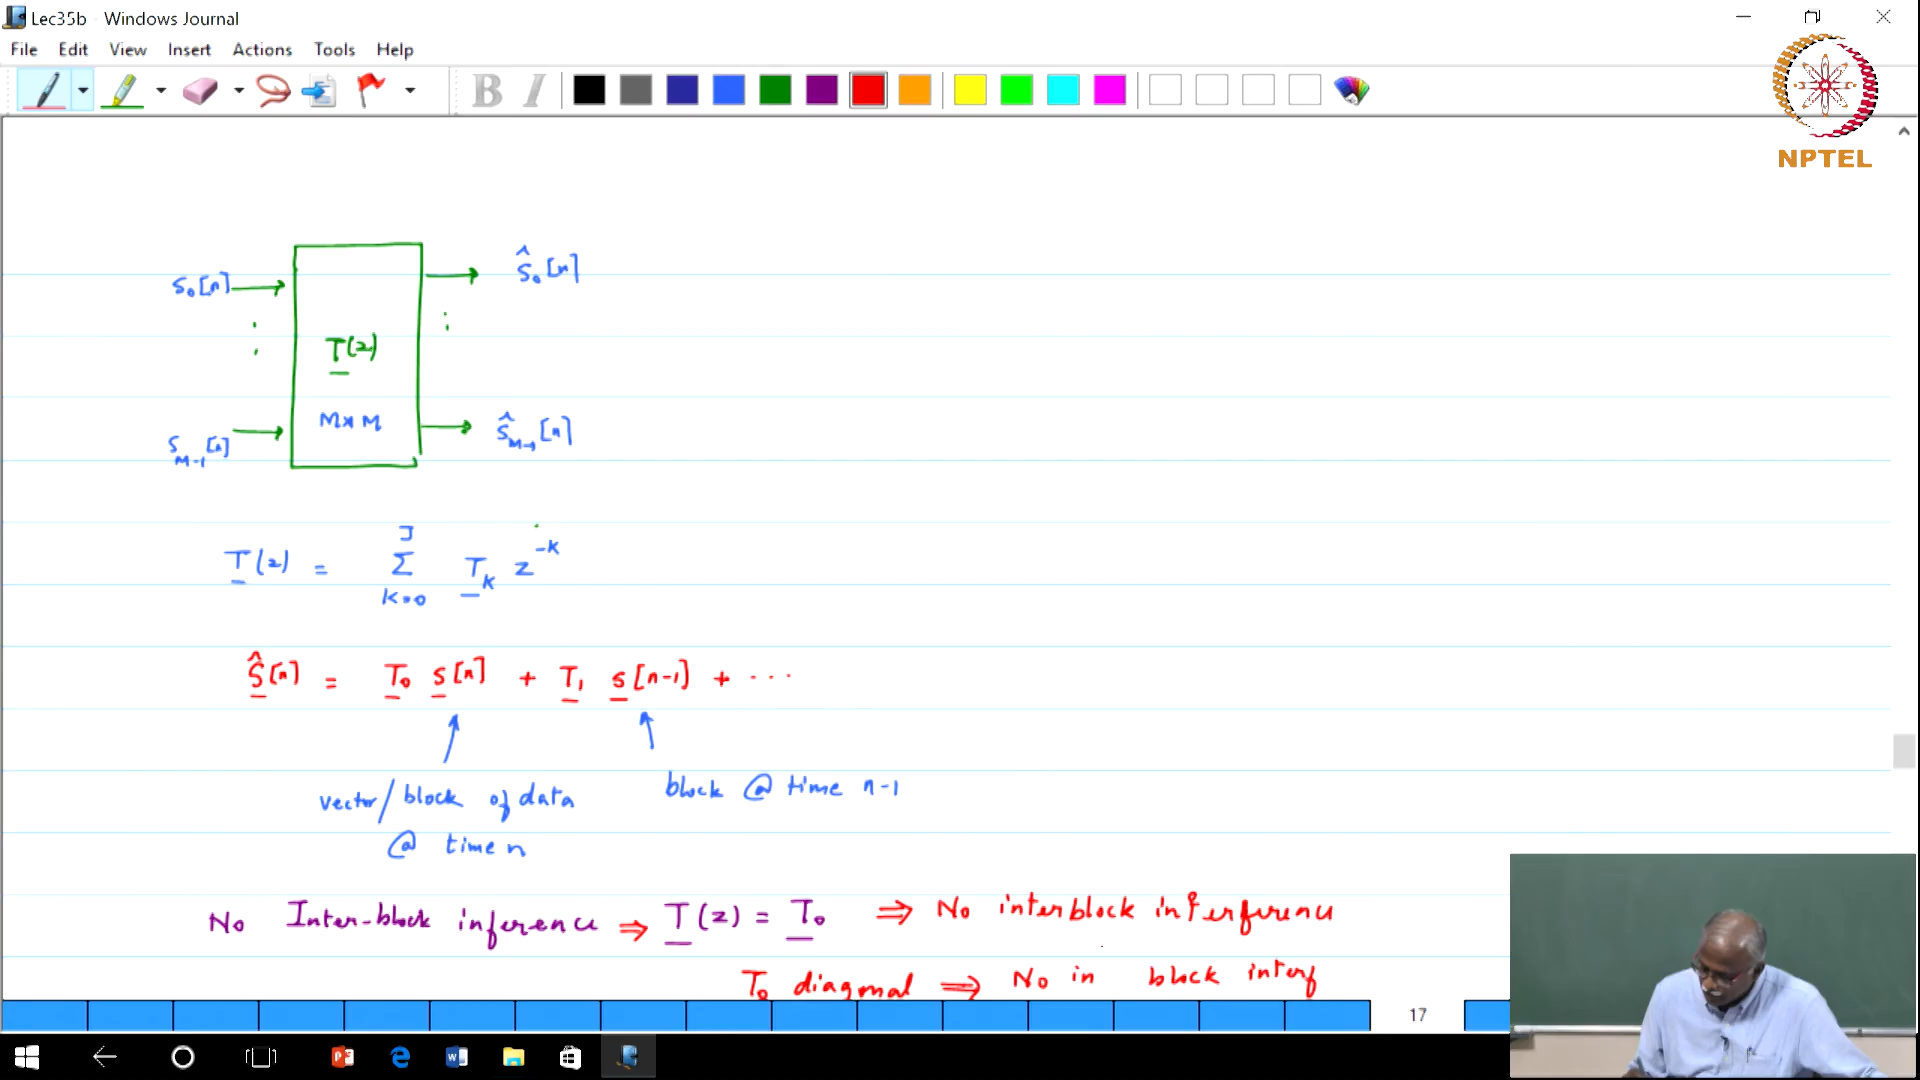 Lec35b - Windows Journal
File Edit View Insert Actions Tools Help
B I
NPTEL
s₀[n]
ŝ₀[n]
T(z)
M×M
s_{M-1}[n]
ŝ_{M-1}[n]
T(z) = Σ_{k=0}^{J} T_k z^{-k}
ŝ[n] = T₀ s[n] + T₁ s[n-1] + ...
vector/block of data
@ time n
block @ time n-1
No Inter-block inference ⇒ T(z) = T₀ ⇒ No interblock interference
T₀ diagonal ⇒ No in block interf
17